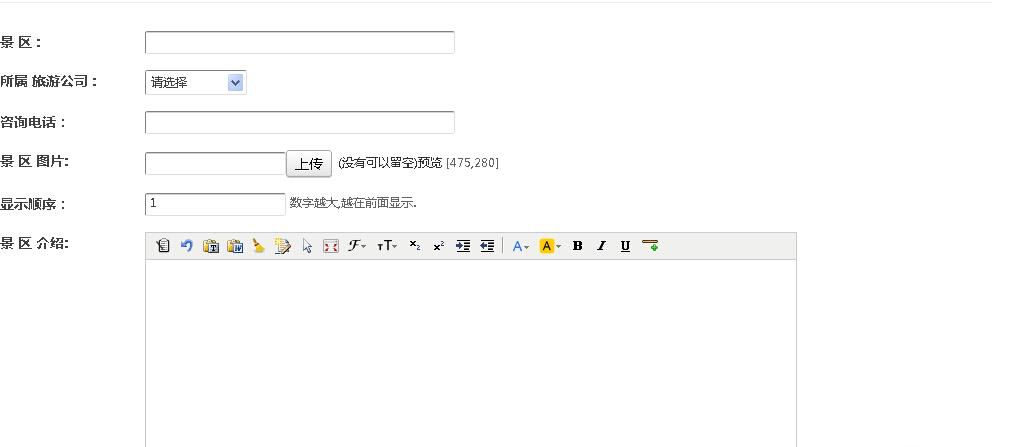 景 区：
所属 旅游公司： 请选择
咨询电话：
景 区 图片: 上传 (没有可以留空)预览 [475,280]
显示顺序： 1 数字越大,越在前面显示.
景 区 介绍: